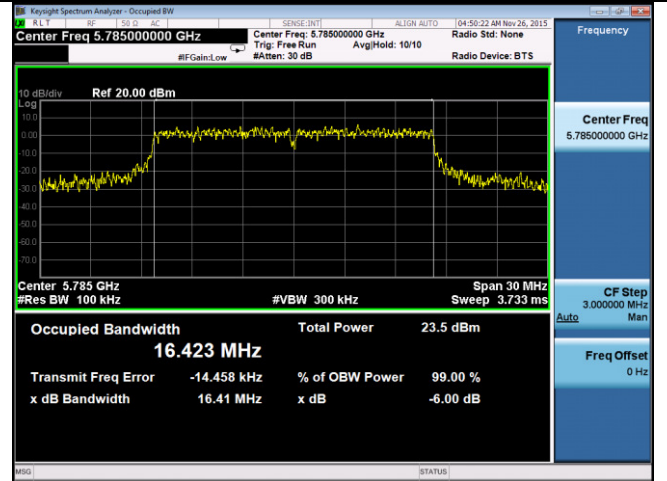 Keysight Spectrum Analyzer - Occupied BW
RLT RF 50 Ω AC SENSE:INT ALIGN AUTO 04:50:22 AM Nov 26, 2015
Center Freq 5.785000000 GHz
Center Freq: 5.785000000 GHz Radio Std: None
Trig: Free Run Avg|Hold: 10/10
#IFGain:Low #Atten: 30 dB Radio Device: BTS
Frequency
10 dB/div Ref 20.00 dBm
Log
10.0
0.00
-10.0
-20.0
-30.0
-40.0
-50.0
-60.0
-70.0
Center 5.785 GHz Span 30 MHz
#Res BW 100 kHz #VBW 300 kHz Sweep 3.733 ms
Occupied Bandwidth Total Power 23.5 dBm
16.423 MHz
Transmit Freq Error -14.458 kHz % of OBW Power 99.00 %
x dB Bandwidth 16.41 MHz x dB -6.00 dB
Center Freq
5.785000000 GHz
CF Step
3.000000 MHz
Auto Man
Freq Offset
0 Hz
MSG STATUS